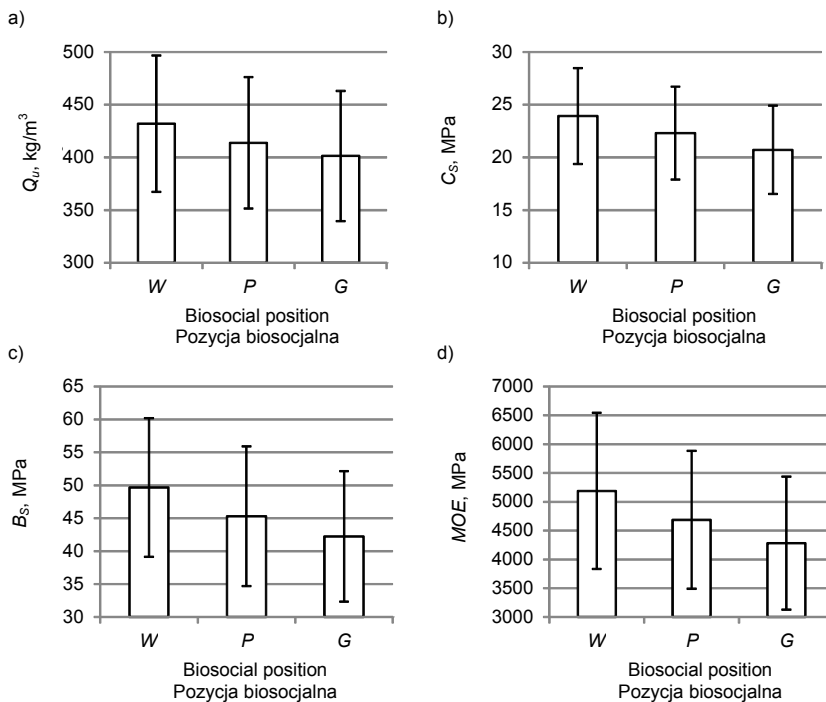 a)
500
450
400
350
300
Qᵤ, kg/m³
W P G
Biosocial position
Pozycja biosocjalna
b)
30
25
20
15
10
C_S, MPa
W P G
Biosocial position
Pozycja biosocjalna
c)
65
60
55
50
45
40
35
30
B_S, MPa
W P G
Biosocial position
Pozycja biosocjalna
d)
7000
6500
6000
5500
5000
4500
4000
3500
3000
MOE, MPa
W P G
Biosocial position
Pozycja biosocjalna